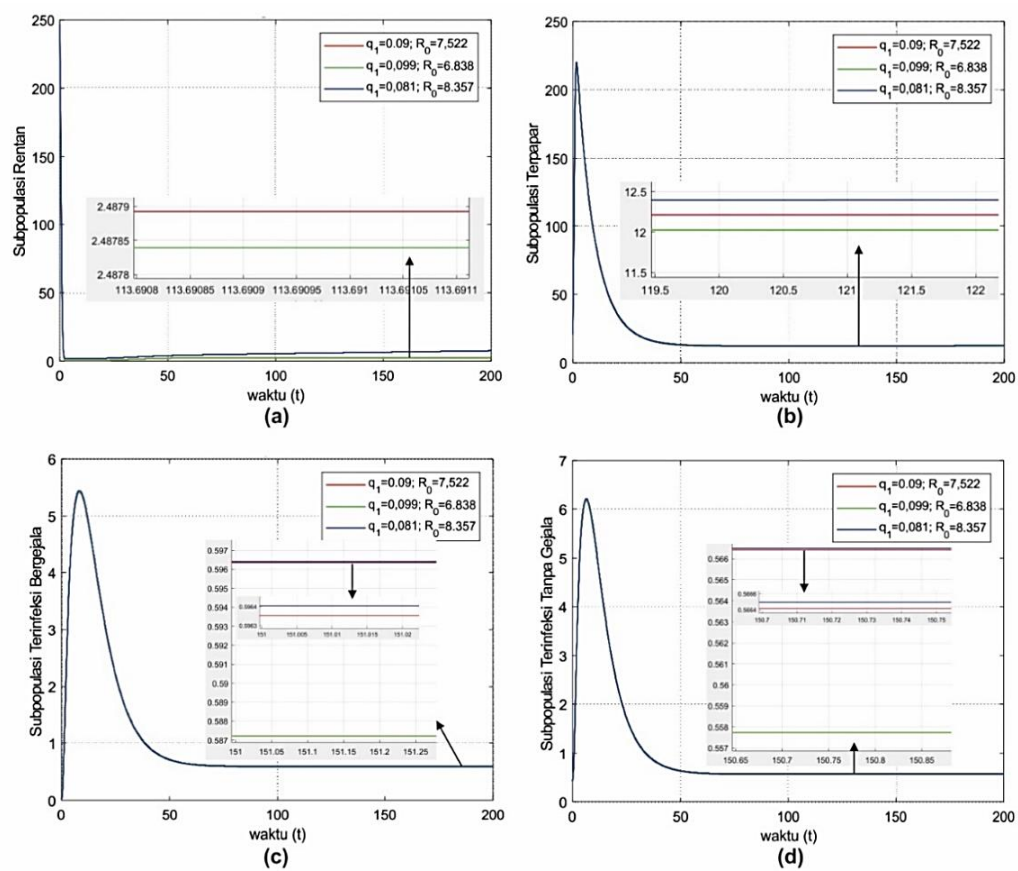 250
200
150
100
50
0
Subpopulasi Rentan
q1=0.09; R0=7,522
q1=0,099; R0=6.838
q1=0,081; R0=8.357
2.4879
2.48785
2.4878
113.6908 113.69085 113.6909 113.69095 113.691 113.69105 113.6911
0 50 100 150 200
waktu (t)
(a)
250
200
150
100
50
0
Subpopulasi Terpapar
q1=0.09; R0=7,522
q1=0,099; R0=6.838
q1=0,081; R0=8.357
12.5
12
11.5
119.5 120 120.5 121 121.5 122
0 50 100 150 200
waktu (t)
(b)
6
5
4
3
2
1
0
Subpopulasi Terinfeksi Bergejala
q1=0.09; R0=7,522
q1=0,099; R0=6.838
q1=0,081; R0=8.357
0.597
0.596
0.595
0.594
0.593
0.592
0.591
0.59
0.589
0.588
0.587
0.5964
0.5963
151 151.005 151.01 151.015 151.02
151 151.05 151.1 151.15 151.2 151.25
0 50 100 150 200
waktu (t)
(c)
7
6
5
4
3
2
1
0
Subpopulasi Terinfeksi Tanpa Gejala
q1=0.09; R0=7,522
q1=0,099; R0=6.838
q1=0,081; R0=8.357
0.566
0.565
0.564
0.563
0.562
0.561
0.56
0.559
0.558
0.557
0.5666
0.5664
150.7 150.71 150.72 150.73 150.74 150.75
150.65 150.7 150.75 150.8 150.85
0 50 100 150 200
waktu (t)
(d)